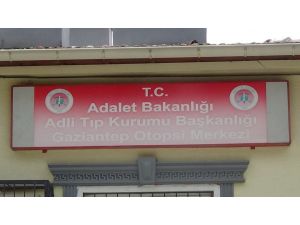 T.C.
Adalet Bakanlığı
Adli Tıp Kurumu Başkanlığı
Gaziantep Otopsi Merkezi